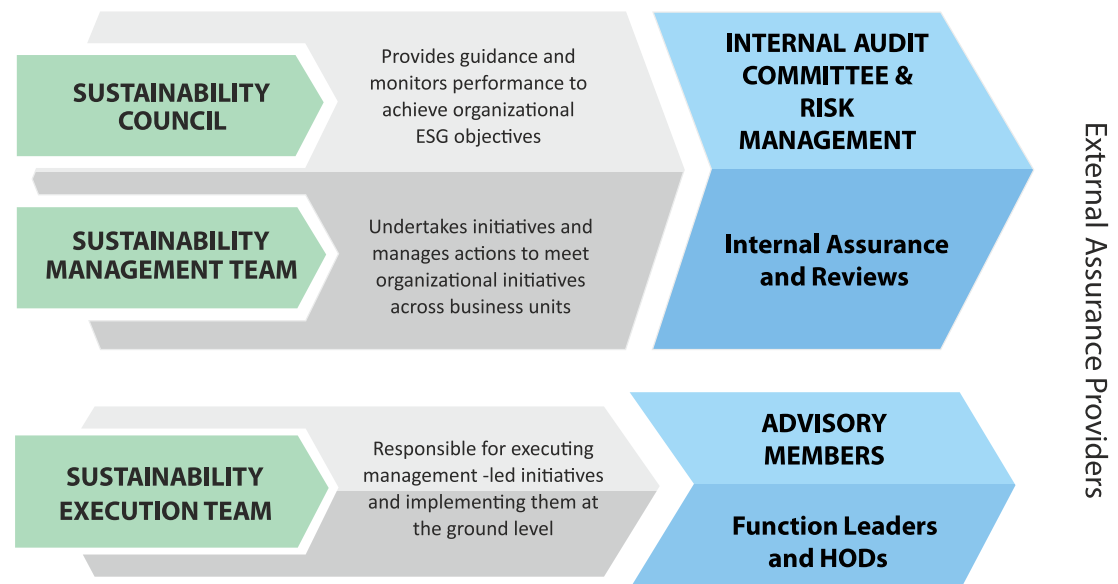 SUSTAINABILITY
COUNCIL
Provides guidance and
monitors performance to
achieve organizational
ESG objectives
INTERNAL AUDIT
COMMITTEE &
RISK
MANAGEMENT
SUSTAINABILITY
MANAGEMENT TEAM
Undertakes initiatives and
manages actions to meet
organizational initiatives
across business units
Internal Assurance
and Reviews
SUSTAINABILITY
EXECUTION TEAM
Responsible for executing
management -led initiatives
and implementing them at
the ground level
ADVISORY
MEMBERS
Function Leaders
and HODs
External Assurance Providers